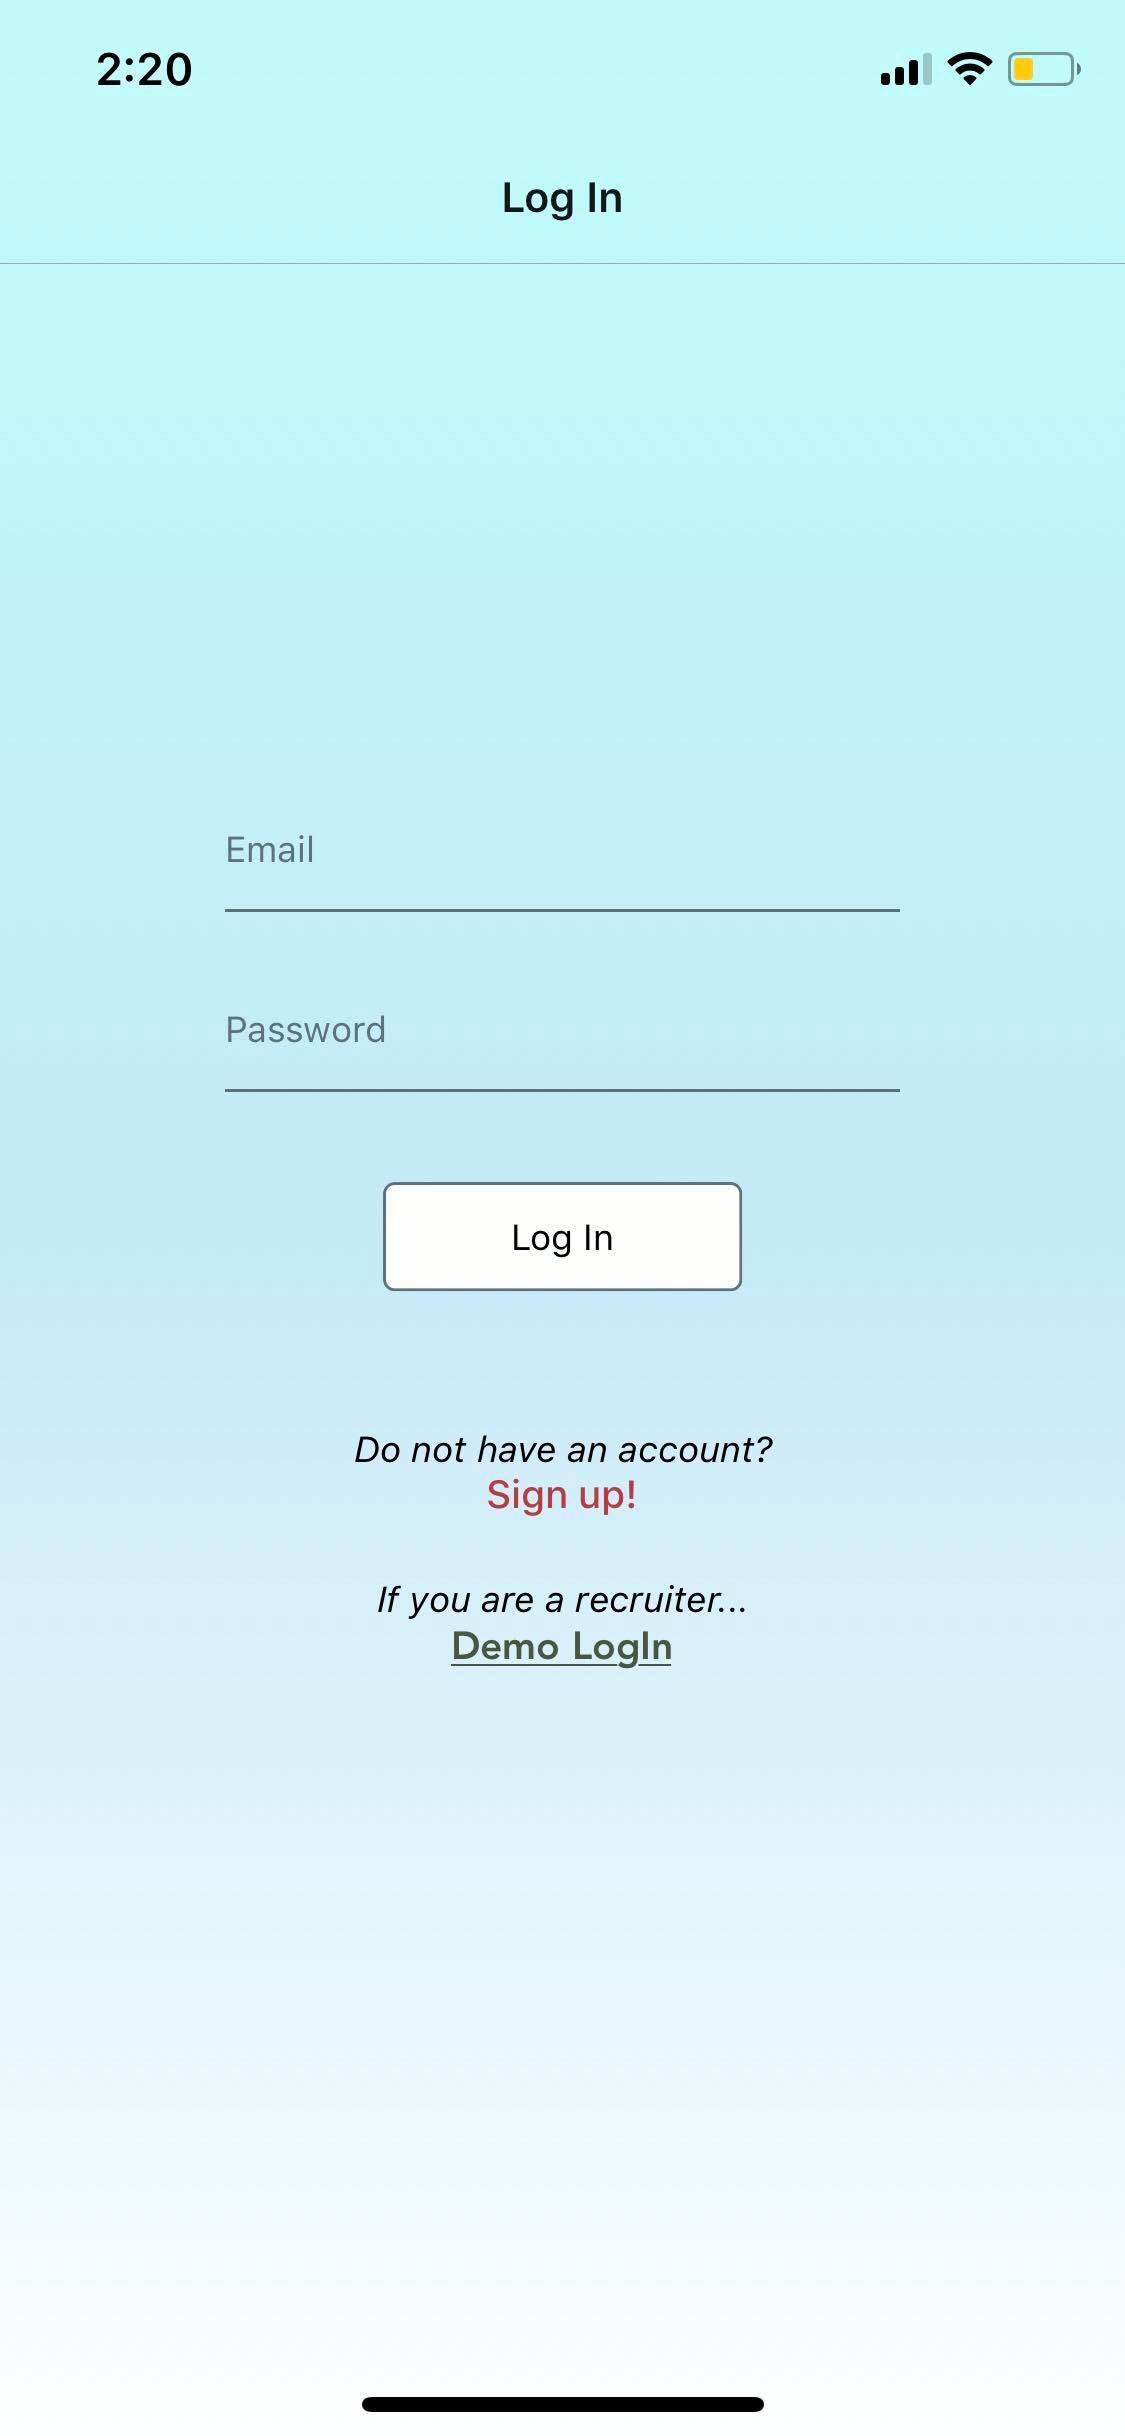 2:20
Log In
Email
Password
Log In
Do not have an account?
Sign up!
If you are a recruiter...
Demo LogIn